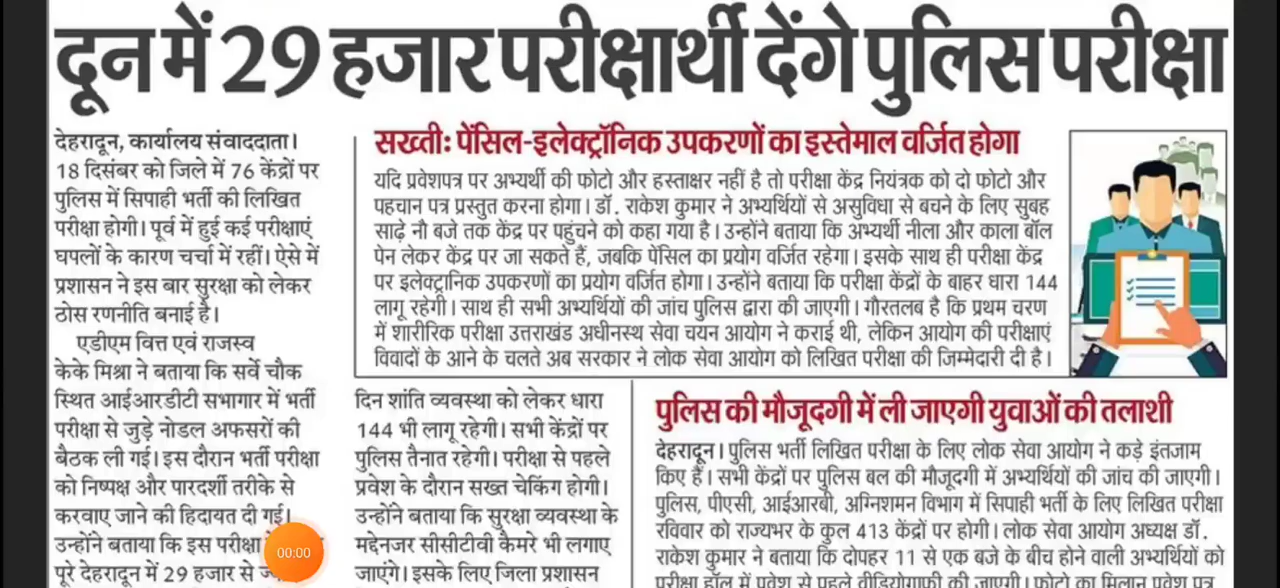 दून में 29 हजार परीक्षार्थी देंगे पुलिस परीक्षा
देहरादून, कार्यालय संवाददाता।
18 दिसंबर को जिले में 76 केंद्रों पर
पुलिस में सिपाही भर्ती की लिखित
परीक्षा होगी। पूर्व में हुई कई परीक्षाएं
घपलों के कारण चर्चा में रहीं। ऐसे में
प्रशासन ने इस बार सुरक्षा को लेकर
ठोस रणनीति बनाई है।
एडीएम वित्त एवं राजस्व
केके मिश्रा ने बताया कि सर्वे चौक
स्थित आईआरडीटी सभागार में भर्ती
परीक्षा से जुड़े नोडल अफसरों की
बैठक ली गई। इस दौरान भर्ती परीक्षा
को निष्पक्ष और पारदर्शी तरीके से
करवाए जाने की हिदायत दी गई।
उन्होंने बताया कि इस परीक्षा
पूरे देहरादून में 29 हजार से
सख्तीः पेंसिल-इलेक्ट्रॉनिक उपकरणों का इस्तेमाल वर्जित होगा
यदि प्रवेशपत्र पर अभ्यर्थी की फोटो और हस्ताक्षर नहीं है तो परीक्षा केंद्र नियंत्रक को दो फोटो और
पहचान पत्र प्रस्तुत करना होगा। डॉ. राकेश कुमार ने अभ्यर्थियों से असुविधा से बचने के लिए सुबह
साढ़े नौ बजे तक केंद्र पर पहुंचने को कहा गया है। उन्होंने बताया कि अभ्यर्थी नीला और काला बॉल
पेन लेकर केंद्र पर जा सकते हैं, जबकि पेंसिल का प्रयोग वर्जित रहेगा। इसके साथ ही परीक्षा केंद्र
पर इलेक्ट्रानिक उपकरणों का प्रयोग वर्जित होगा। उन्होंने बताया कि परीक्षा केंद्रों के बाहर धारा 144
लागू रहेगी। साथ ही सभी अभ्यर्थियों की जांच पुलिस द्वारा की जाएगी। गौरतलब है कि प्रथम चरण
में शारीरिक परीक्षा उत्तराखंड अधीनस्थ सेवा चयन आयोग ने कराई थी, लेकिन आयोग की परीक्षाएं
विवादों के आने के चलते अब सरकार ने लोक सेवा आयोग को लिखित परीक्षा की जिम्मेदारी दी है।
दिन शांति व्यवस्था को लेकर धारा
144 भी लागू रहेगी। सभी केंद्रों पर
पुलिस तैनात रहेगी। परीक्षा से पहले
प्रवेश के दौरान सख्त चेकिंग होगी।
उन्होंने बताया कि सुरक्षा व्यवस्था के
मद्देनजर सीसीटीवी कैमरे भी लगाए
जाएंगे। इसके लिए जिला प्रशासन
पुलिस की मौजूदगी में ली जाएगी युवाओं की तलाशी
देहरादून। पुलिस भर्ती लिखित परीक्षा के लिए लोक सेवा आयोग ने कड़े इंतजाम
किए हैं। सभी केंद्रों पर पुलिस बल की मौजूदगी में अभ्यर्थियों की जांच की जाएगी।
पुलिस, पीएसी, आईआरबी, अग्निशमन विभाग में सिपाही भर्ती के लिए लिखित परीक्षा
रविवार को राज्यभर के कुल 413 केंद्रों पर होगी। लोक सेवा आयोग अध्यक्ष डॉ.
राकेश कुमार ने बताया कि दोपहर 11 से एक बजे के बीच होने वाली अभ्यर्थियों को
परीक्षा हॉल में प्रवेश से पहले वीडियोग्राफी की जाएगी। फोटो का मिलान प्रवेश
00:00